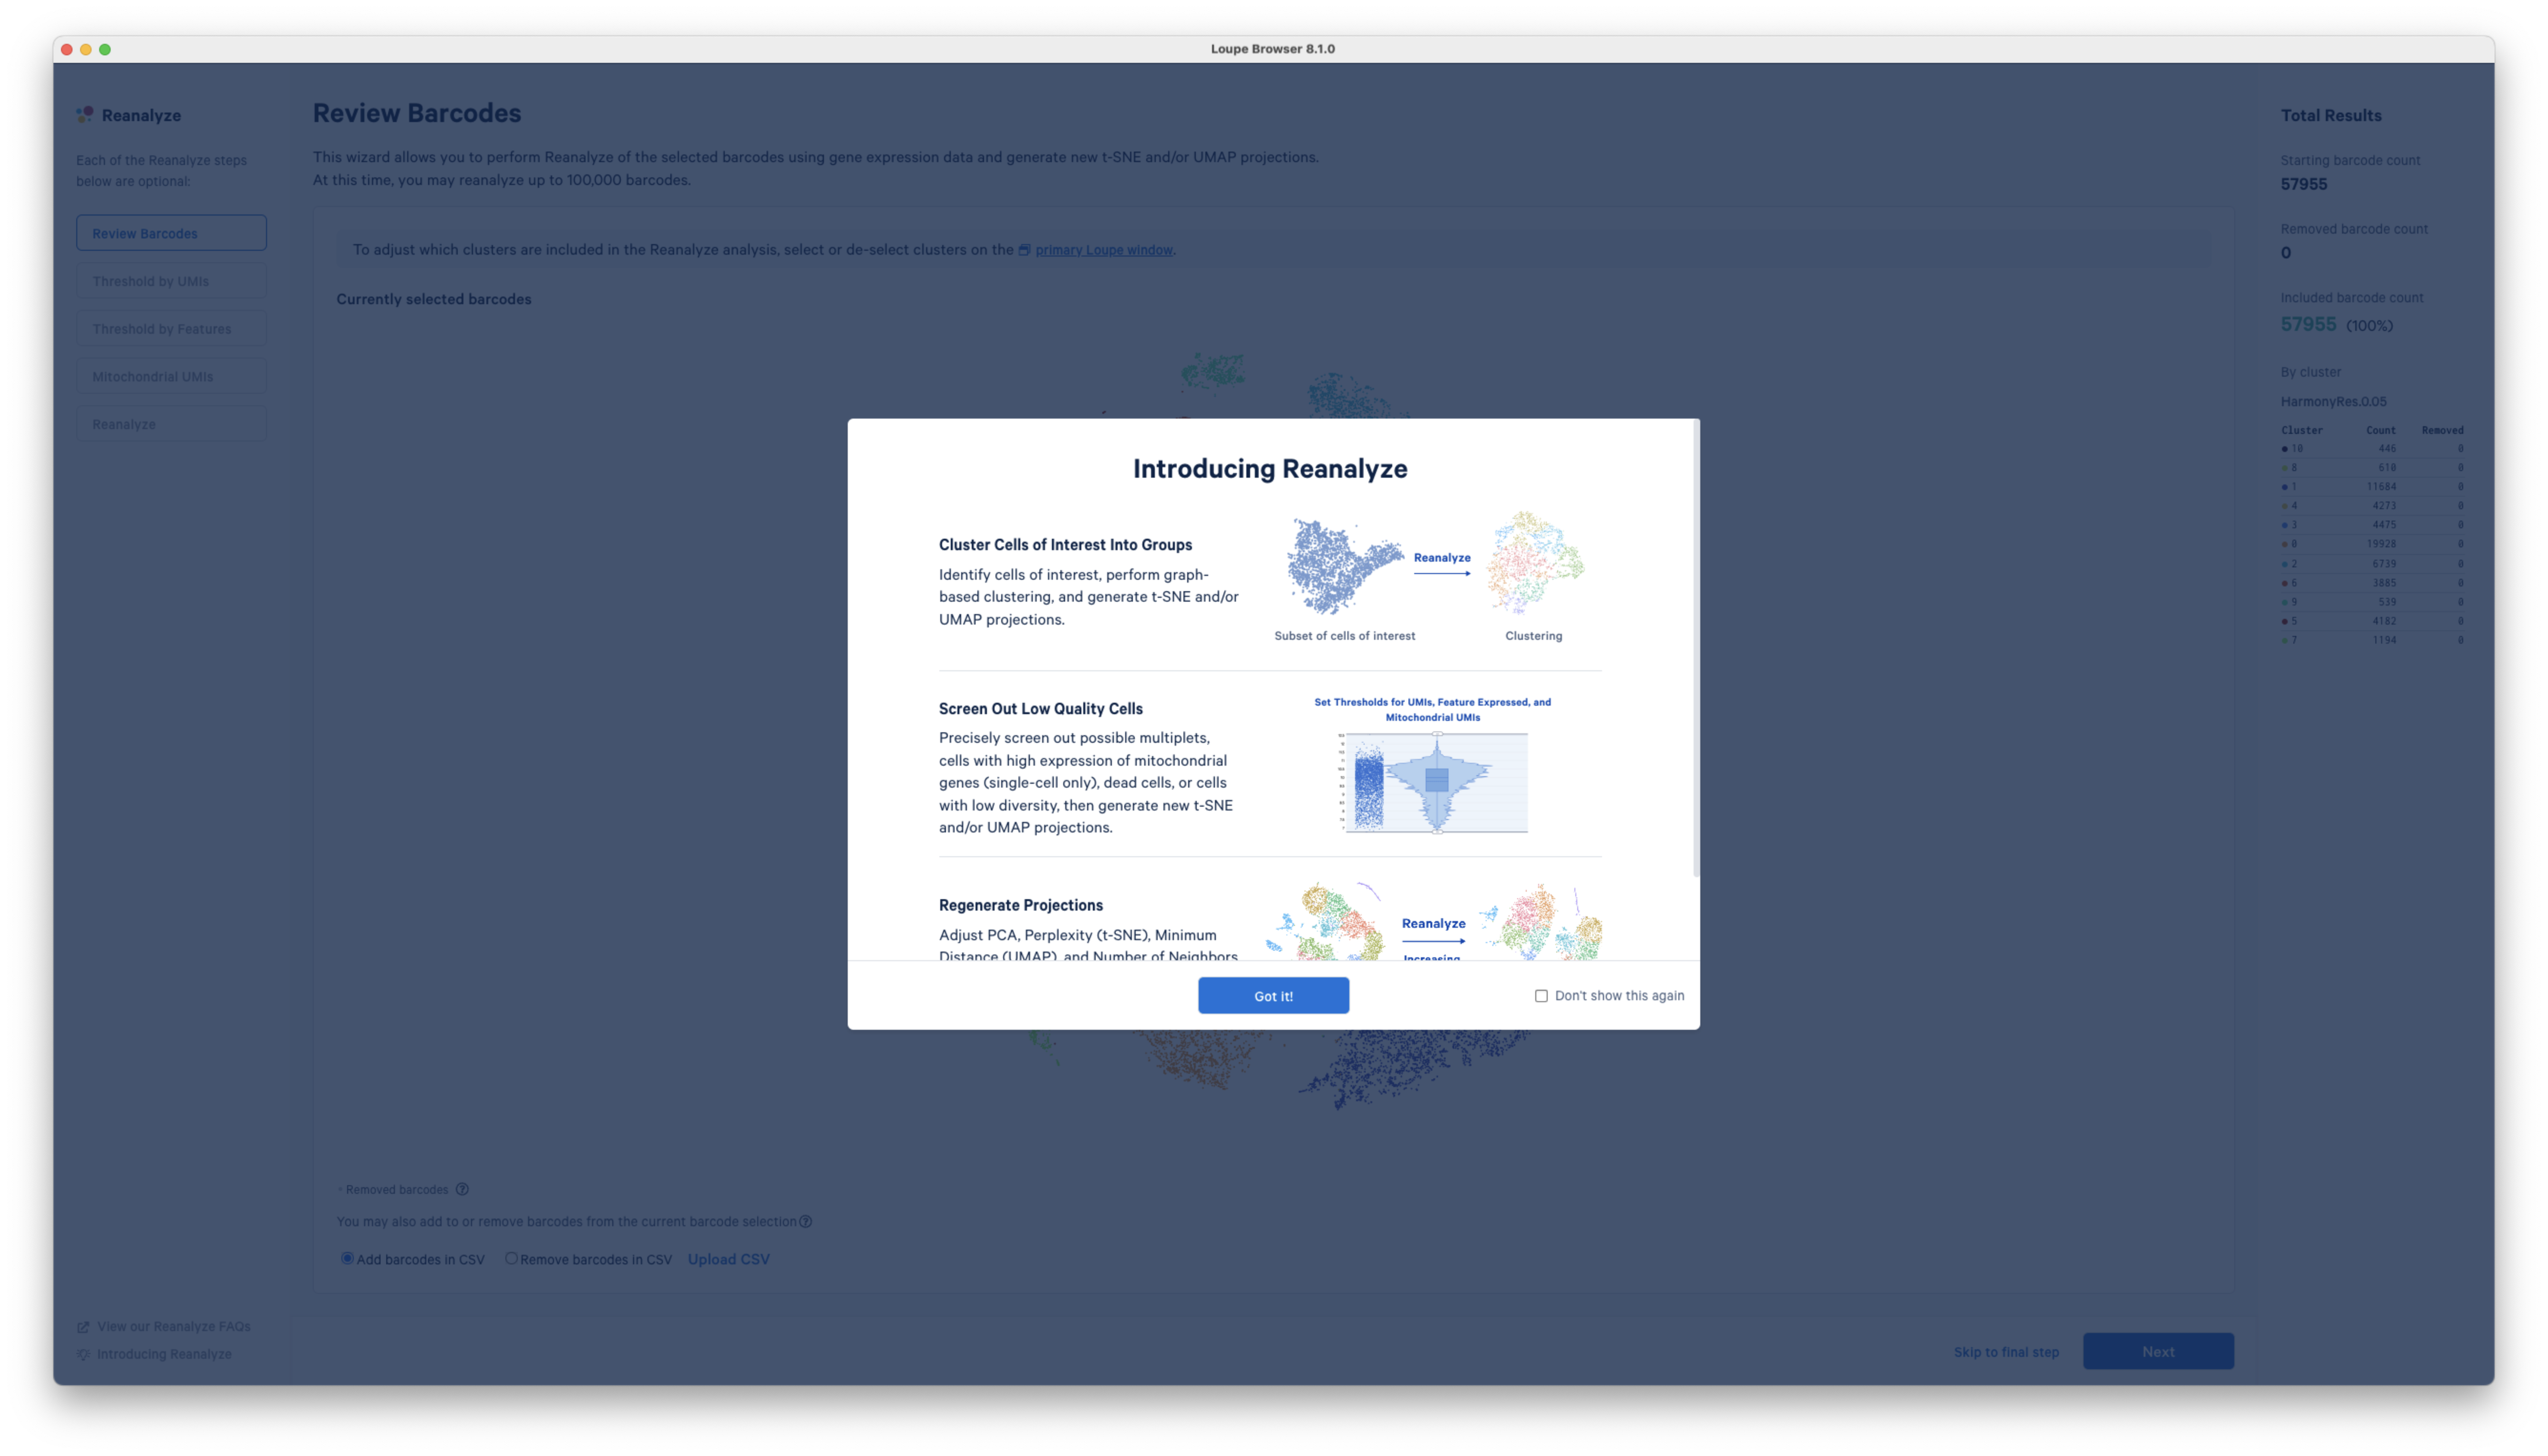 Loupe Browser 8.1.0
Reanalyze
Each of the Reanalyze steps
below are optional:
Review Barcodes
Threshold by UMIs
Threshold by Features
Mitochondrial UMIs
Reanalyze
View our Reanalyze FAQs
Introducing Reanalyze
Review Barcodes
This wizard allows you to perform Reanalyze of the selected barcodes using gene expression data and generate new t-SNE and/or UMAP projections.
At this time, you may reanalyze up to 100,000 barcodes.
To adjust which clusters are included in the Reanalyze analysis, select or de-select clusters on the primary Loupe window.
Currently selected barcodes
Introducing Reanalyze
Cluster Cells of Interest Into Groups
Identify cells of interest, perform graph-
based clustering, and generate t-SNE and/or
UMAP projections.
Reanalyze
Subset of cells of interest
Clustering
Screen Out Low Quality Cells
Precisely screen out possible multiplets,
cells with high expression of mitochondrial
genes (single-cell only), dead cells, or cells
with low diversity, then generate new t-SNE
and/or UMAP projections.
Set Thresholds for UMIs, Feature Expressed, and
Mitochondrial UMIs
Regenerate Projections
Adjust PCA, Perplexity (t-SNE), Minimum
Distance (UMAP), and Number of Neighbors
Reanalyze
Increasing
Got it!
Don't show this again
Removed barcodes
You may also add to or remove barcodes from the current barcode selection
Add barcodes in CSV Remove barcodes in CSV Upload CSV
Skip to final step
Next
Total Results
Starting barcode count
57955
Removed barcode count
0
Included barcode count
57955 (100%)
By cluster
HarmonyRes.0.05
Cluster Count Removed
10 446 0
8 610 0
1 11684 0
4 4273 0
3 4475 0
0 19928 0
2 6739 0
6 3885 0
9 539 0
5 4182 0
7 1194 0